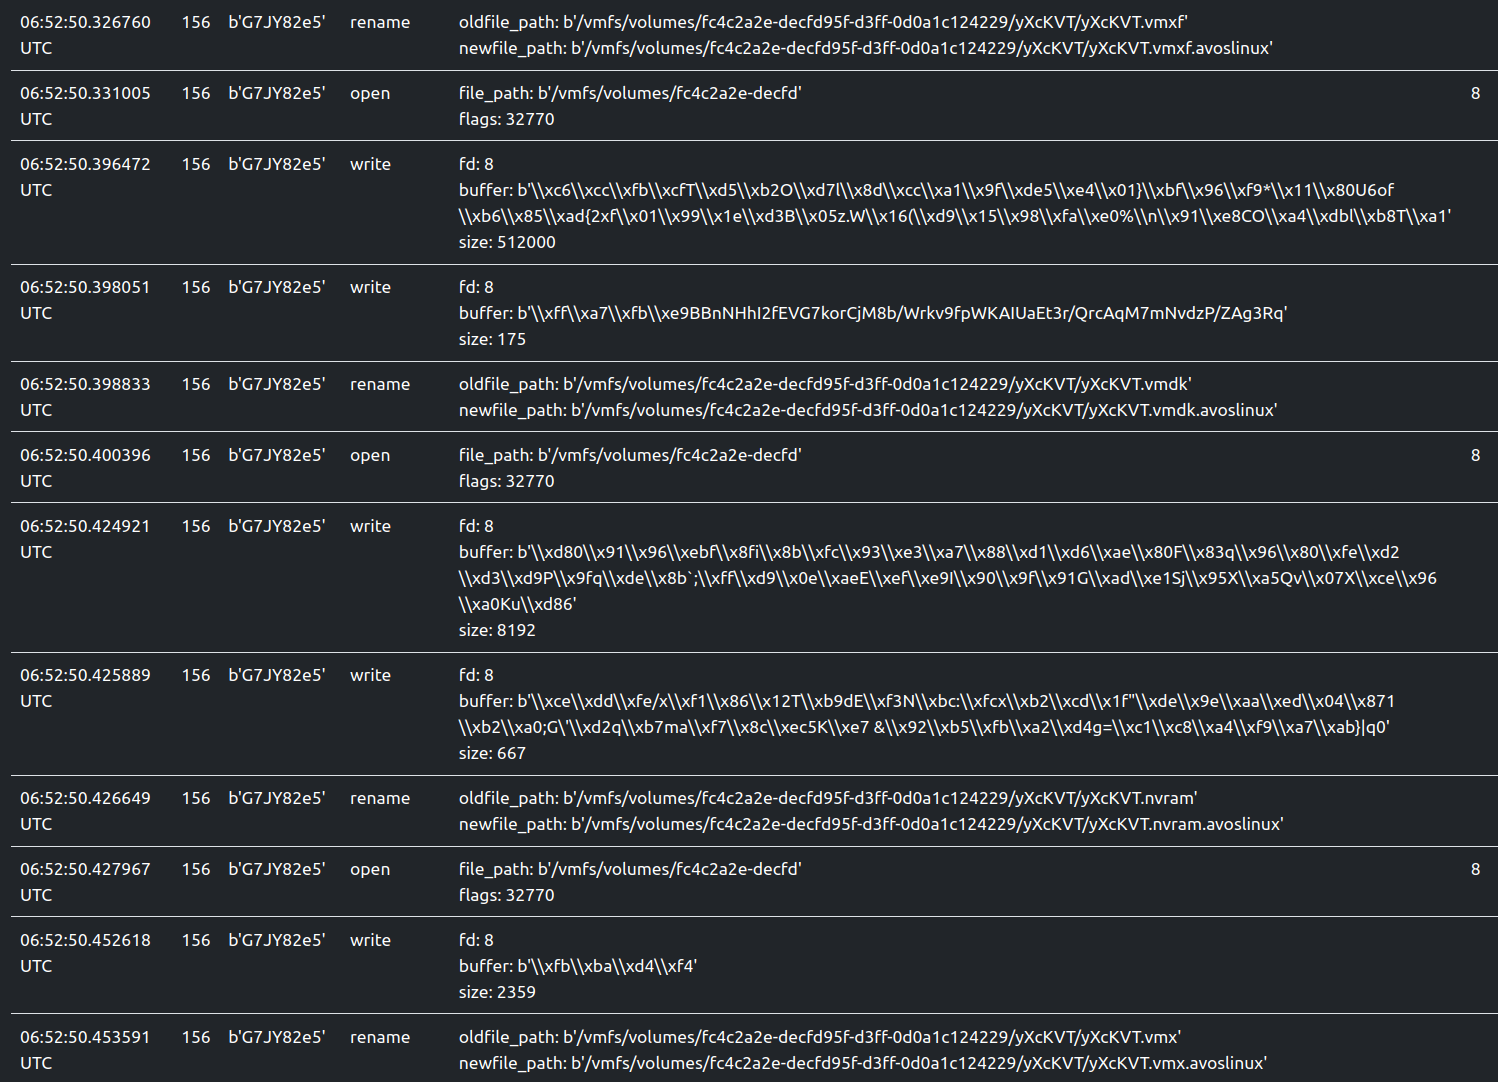 06:52:50.326760 156 b'G7JY82e5' rename oldfile_path: b'/vmfs/volumes/fc4c2a2e-decfd95f-d3ff-0d0a1c124229/yXcKVT/yXcKVT.vmxf'
UTC newfile_path: b'/vmfs/volumes/fc4c2a2e-decfd95f-d3ff-0d0a1c124229/yXcKVT/yXcKVT.vmxf.avoslinux'
06:52:50.331005 156 b'G7JY82e5' open file_path: b'/vmfs/volumes/fc4c2a2e-decfd' 8
UTC flags: 32770
06:52:50.396472 156 b'G7JY82e5' write fd: 8
UTC buffer: b'\\xc6\\xcc\\xfb\\xcfT\\xd5\\xb2O\\xd7l\\x8d\\xcc\\xa1\\x9f\\xde5\\xe4\\x01}\\xbf\\x96\\xf9*\\x11\\x80U6of
\\xb6\\x85\\xad{2xf\\x01\\x99\\x1e\\xd3B\\x05z.W\\x16(\\xd9\\x15\\x98\\xfa\\xe0%\\n\\x91\\xe8CO\\xa4\\xdbl\\xb8T\\xa1'
size: 512000
06:52:50.398051 156 b'G7JY82e5' write fd: 8
UTC buffer: b'\\xff\\xa7\\xfb\\xe9BBnNHhI2fEVG7korCjM8b/Wrkv9fpWKAIUaEt3r/QrcAqM7mNvdzP/ZAg3Rq'
size: 175
06:52:50.398833 156 b'G7JY82e5' rename oldfile_path: b'/vmfs/volumes/fc4c2a2e-decfd95f-d3ff-0d0a1c124229/yXcKVT/yXcKVT.vmdk'
UTC newfile_path: b'/vmfs/volumes/fc4c2a2e-decfd95f-d3ff-0d0a1c124229/yXcKVT/yXcKVT.vmdk.avoslinux'
06:52:50.400396 156 b'G7JY82e5' open file_path: b'/vmfs/volumes/fc4c2a2e-decfd' 8
UTC flags: 32770
06:52:50.424921 156 b'G7JY82e5' write fd: 8
UTC buffer: b'\\xd80\\x91\\x96\\xebf\\x8fi\\x8b\\xfc\\x93\\xe3\\xa7\\x88\\xd1\\xd6\\xae\\x80F\\x83q\\x96\\x80\\xfe\\xd2
\\xd3\\xd9P\\x9fq\\xde\\x8b`;\\xff\\xd9\\x0e\\xaeE\\xef\\xe9I\\x90\\x9f\\x91G\\xad\\xe1Sj\\x95X\\xa5Qv\\x07X\\xce\\x96
\\xa0Ku\\xd86'
size: 8192
06:52:50.425889 156 b'G7JY82e5' write fd: 8
UTC buffer: b'\\xce\\xdd\\xfe/x\\xf1\\x86\\x12T\\xb9dE\\xf3N\\xbc:\\xfcx\\xb2\\xcd\\x1f"\\xde\\x9e\\xaa\\xed\\x04\\x871
\\xb2\\xa0;G\'\\xd2q\\xb7ma\\xf7\\x8c\\xec5K\\xe7 &\\x92\\xb5\\xfb\\xa2\\xd4g=\\xc1\\xc8\\xa4\\xf9\\xa7\\xab}|q0'
size: 667
06:52:50.426649 156 b'G7JY82e5' rename oldfile_path: b'/vmfs/volumes/fc4c2a2e-decfd95f-d3ff-0d0a1c124229/yXcKVT/yXcKVT.nvram'
UTC newfile_path: b'/vmfs/volumes/fc4c2a2e-decfd95f-d3ff-0d0a1c124229/yXcKVT/yXcKVT.nvram.avoslinux'
06:52:50.427967 156 b'G7JY82e5' open file_path: b'/vmfs/volumes/fc4c2a2e-decfd' 8
UTC flags: 32770
06:52:50.452618 156 b'G7JY82e5' write fd: 8
UTC buffer: b'\\xfb\\xba\\xd4\\xf4'
size: 2359
06:52:50.453591 156 b'G7JY82e5' rename oldfile_path: b'/vmfs/volumes/fc4c2a2e-decfd95f-d3ff-0d0a1c124229/yXcKVT/yXcKVT.vmx'
UTC newfile_path: b'/vmfs/volumes/fc4c2a2e-decfd95f-d3ff-0d0a1c124229/yXcKVT/yXcKVT.vmx.avoslinux'